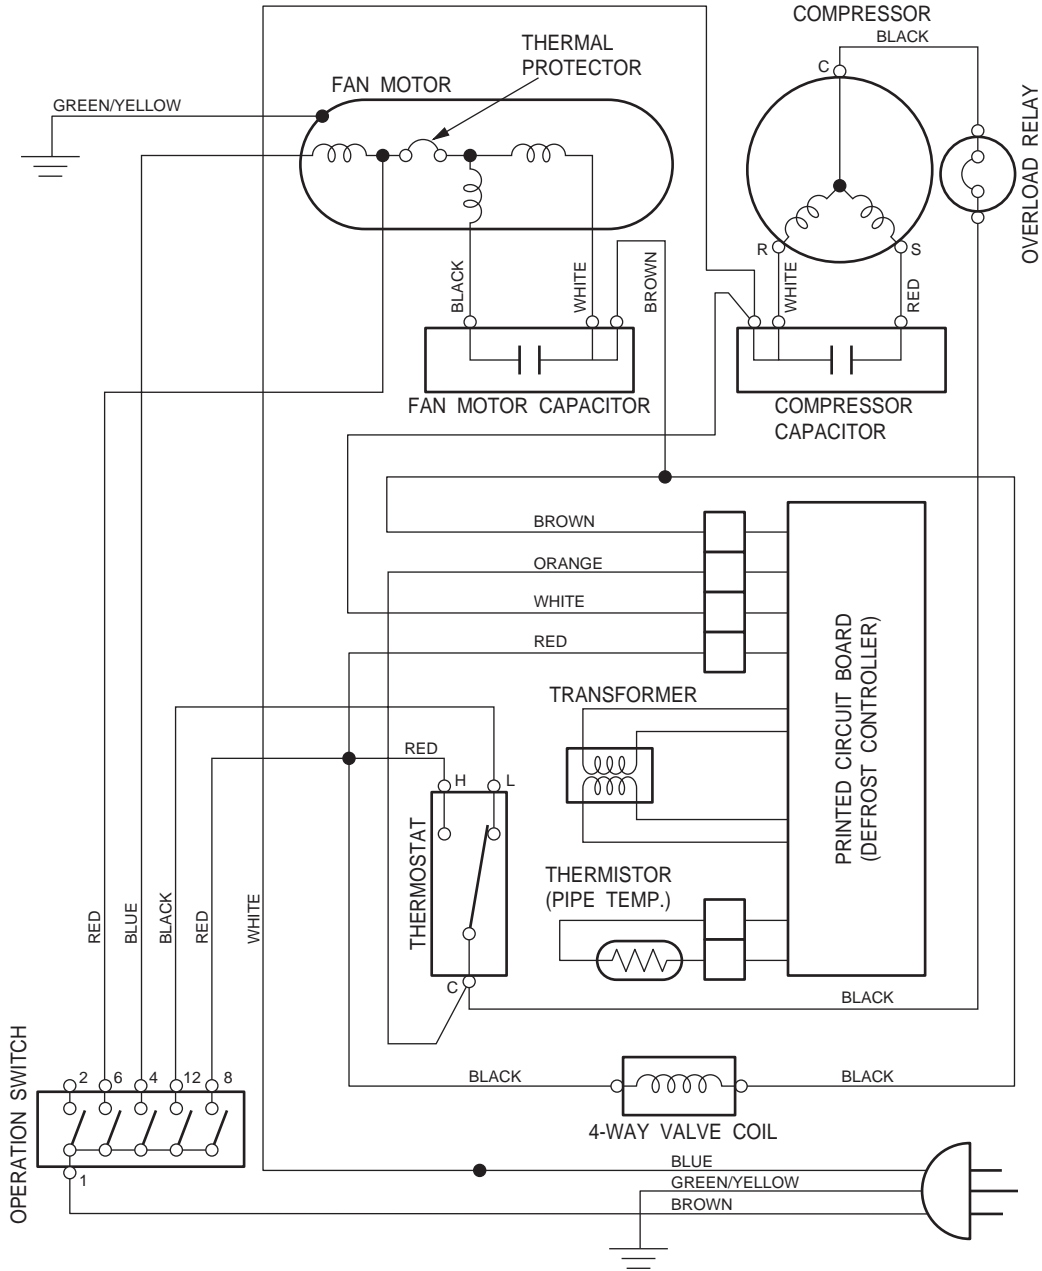 COMPRESSOR
BLACK
THERMAL
PROTECTOR
FAN MOTOR
C
GREEN/YELLOW
OVERLOAD RELAY
R
S
BLACK
WHITE
BROWN
WHITE
RED
FAN MOTOR CAPACITOR
COMPRESSOR
CAPACITOR
BROWN
ORANGE
WHITE
RED
PRINTED CIRCUIT BOARD
(DEFROST CONTROLLER)
TRANSFORMER
RED
H
L
THERMOSTAT
THERMISTOR
(PIPE TEMP.)
RED
BLUE
BLACK
RED
WHITE
C
BLACK
OPERATION SWITCH
2
6
4
12
8
BLACK
BLACK
4-WAY VALVE COIL
1
BLUE
GREEN/YELLOW
BROWN